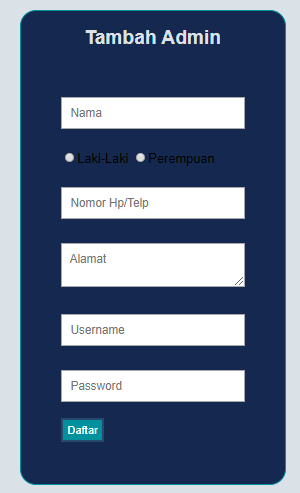 Tambah Admin
Nama
Laki-Laki Perempuan
Nomor Hp/Telp
Alamat
Username
Password
Daftar